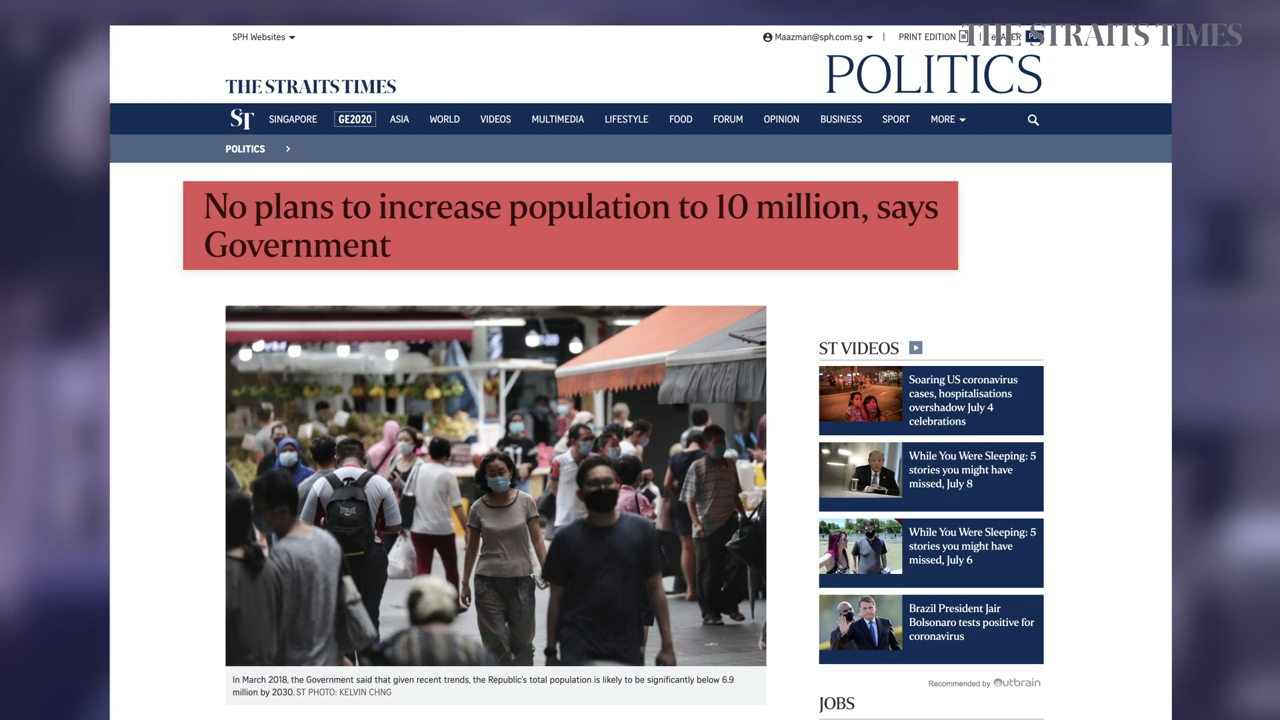 THE STRAITS TIMES
SPH Websites
Maazman@sph.com.sg | PRINT EDITION |
THE STRAITS TIMES
POLITICS
ST SINGAPORE GE2020 ASIA WORLD VIDEOS MULTIMEDIA LIFESTYLE FOOD FORUM OPINION BUSINESS SPORT MORE
POLITICS >
No plans to increase population to 10 million, says
Government
ST VIDEOS
Soaring US coronavirus
cases, hospitalisations
overshadow July 4
celebrations
While You Were Sleeping: 5
stories you might have
missed, July 8
While You Were Sleeping: 5
stories you might have
missed, July 6
Brazil President Jair
Bolsonaro tests positive for
coronavirus
Recommended by Outbrain
JOBS
In March 2018, the Government said that given recent trends, the Republic's total population is likely to be significantly below 6.9
million by 2030. ST PHOTO: KELVIN CHNG